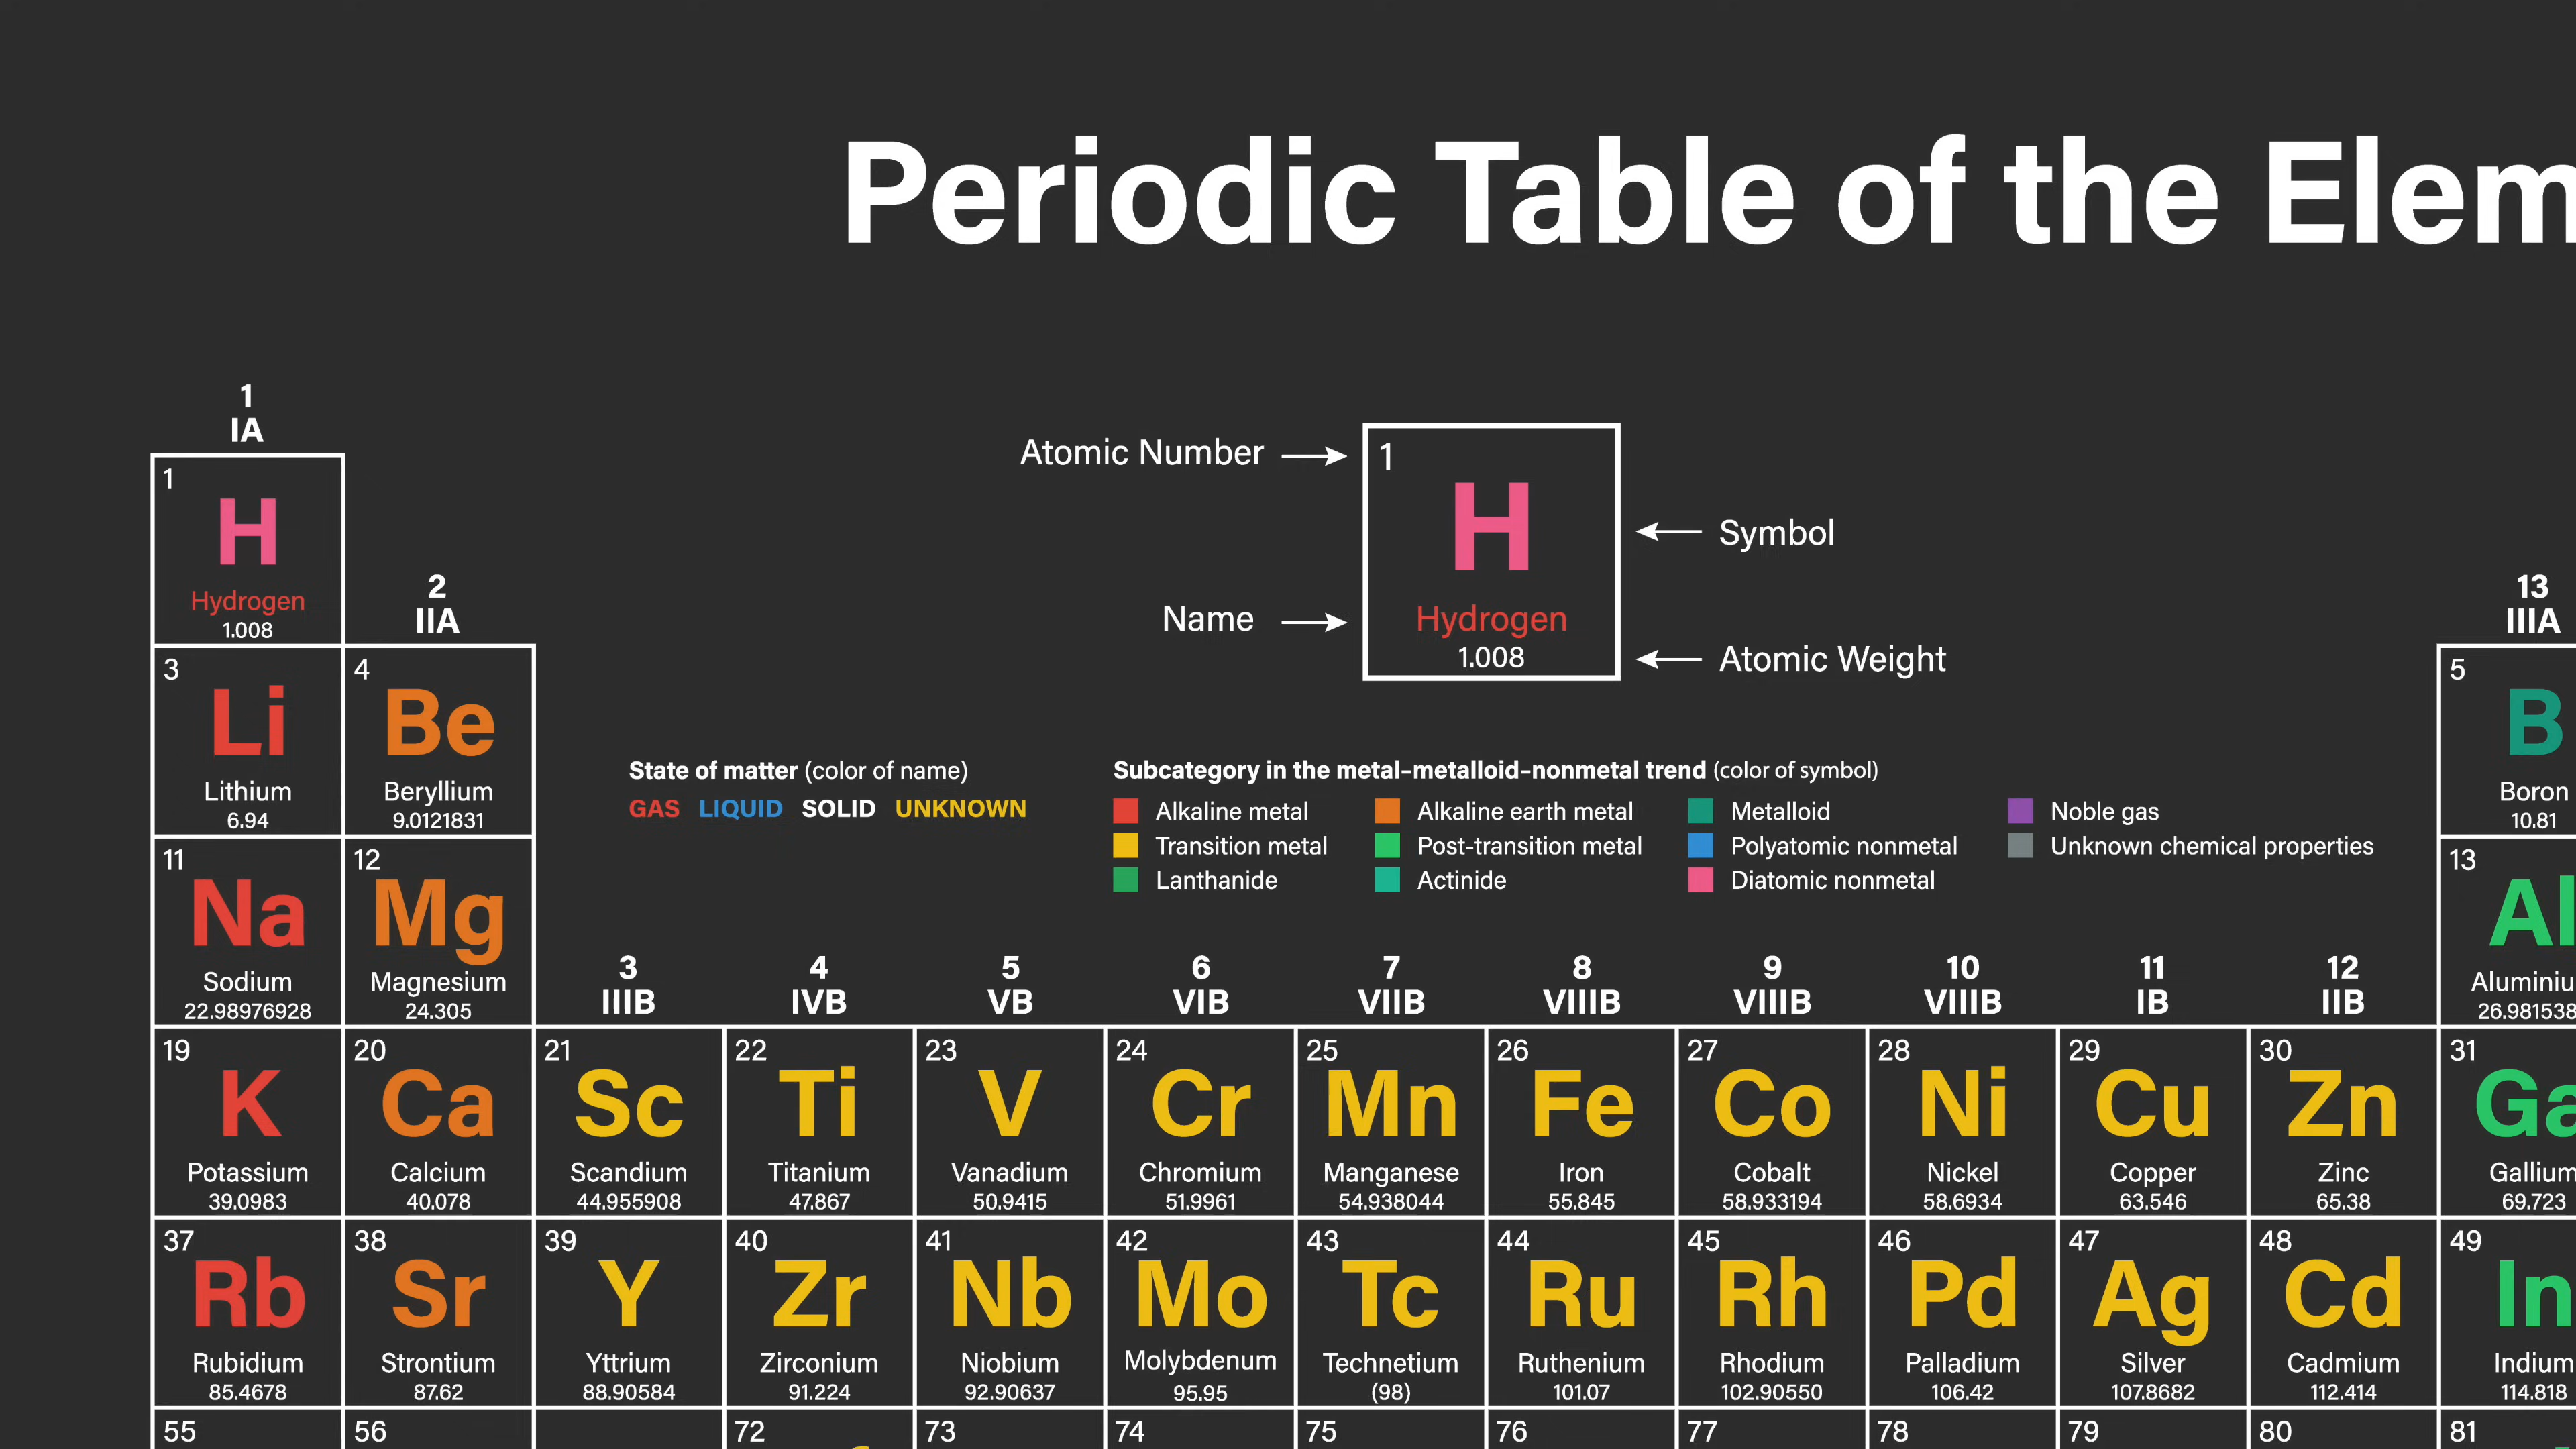 Periodic Table of the Elem
1
IA
Atomic Number
1
H
Hydrogen
1.008
Symbol
Name
Atomic Weight
1
H
Hydrogen
1.008
2
IIA
13
IIIA
3
Li
Lithium
6.94
4
Be
Beryllium
9.0121831
State of matter (color of name)
GAS LIQUID SOLID UNKNOWN
Subcategory in the metal–metalloid–nonmetal trend (color of symbol)
Alkaline metal Alkaline earth metal Metalloid Noble gas
Transition metal Post-transition metal Polyatomic nonmetal Unknown chemical properties
Lanthanide Actinide Diatomic nonmetal
5
B
Boron
10.81
11
Na
Sodium
22.98976928
12
Mg
Magnesium
24.305
13
Al
Aluminiu
26.981538
3
IIIB
4
IVB
5
VB
6
VIB
7
VIIB
8
VIIIB
9
VIIIB
10
VIIIB
11
IB
12
IIB
19
K
Potassium
39.0983
20
Ca
Calcium
40.078
21
Sc
Scandium
44.955908
22
Ti
Titanium
47.867
23
V
Vanadium
50.9415
24
Cr
Chromium
51.9961
25
Mn
Manganese
54.938044
26
Fe
Iron
55.845
27
Co
Cobalt
58.933194
28
Ni
Nickel
58.6934
29
Cu
Copper
63.546
30
Zn
Zinc
65.38
31
Ga
Gallium
69.723
37
Rb
Rubidium
85.4678
38
Sr
Strontium
87.62
39
Y
Yttrium
88.90584
40
Zr
Zirconium
91.224
41
Nb
Niobium
92.90637
42
Mo
Molybdenum
95.95
43
Tc
Technetium
(98)
44
Ru
Ruthenium
101.07
45
Rh
Rhodium
102.90550
46
Pd
Palladium
106.42
47
Ag
Silver
107.8682
48
Cd
Cadmium
112.414
49
In
Indium
114.818
55
56
72
73
74
75
76
77
78
79
80
81